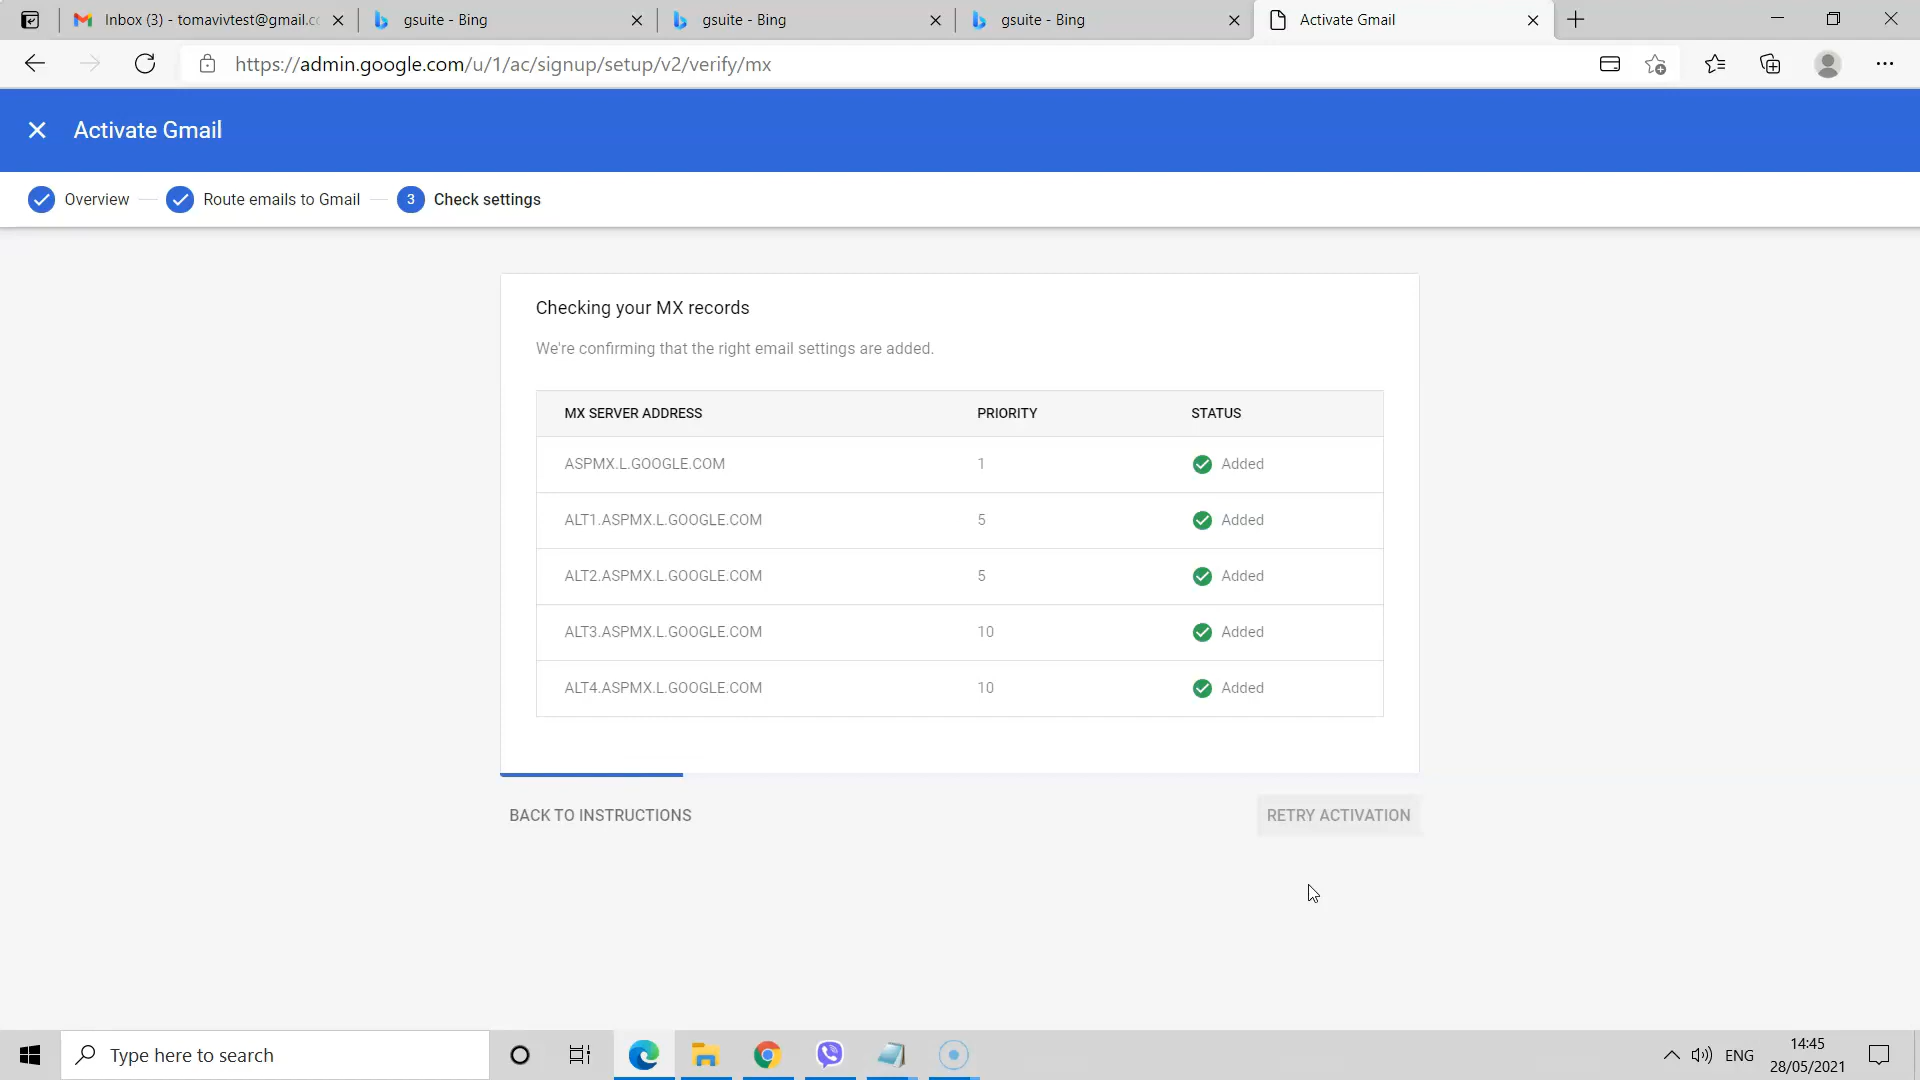 Inbox (3) - tomavivtest@gmail.c
gsuite - Bing
gsuite - Bing
gsuite - Bing
Activate Gmail
https://admin.google.com/u/1/ac/signup/setup/v2/verify/mx
Activate Gmail
Overview
Route emails to Gmail
3 Check settings
Checking your MX records
We're confirming that the right email settings are added.
MX SERVER ADDRESS PRIORITY STATUS
ASPMX.L.GOOGLE.COM 1 Added
ALT1.ASPMX.L.GOOGLE.COM 5 Added
ALT2.ASPMX.L.GOOGLE.COM 5 Added
ALT3.ASPMX.L.GOOGLE.COM 10 Added
ALT4.ASPMX.L.GOOGLE.COM 10 Added
BACK TO INSTRUCTIONS
RETRY ACTIVATION
Type here to search
ENG
14:45
28/05/2021